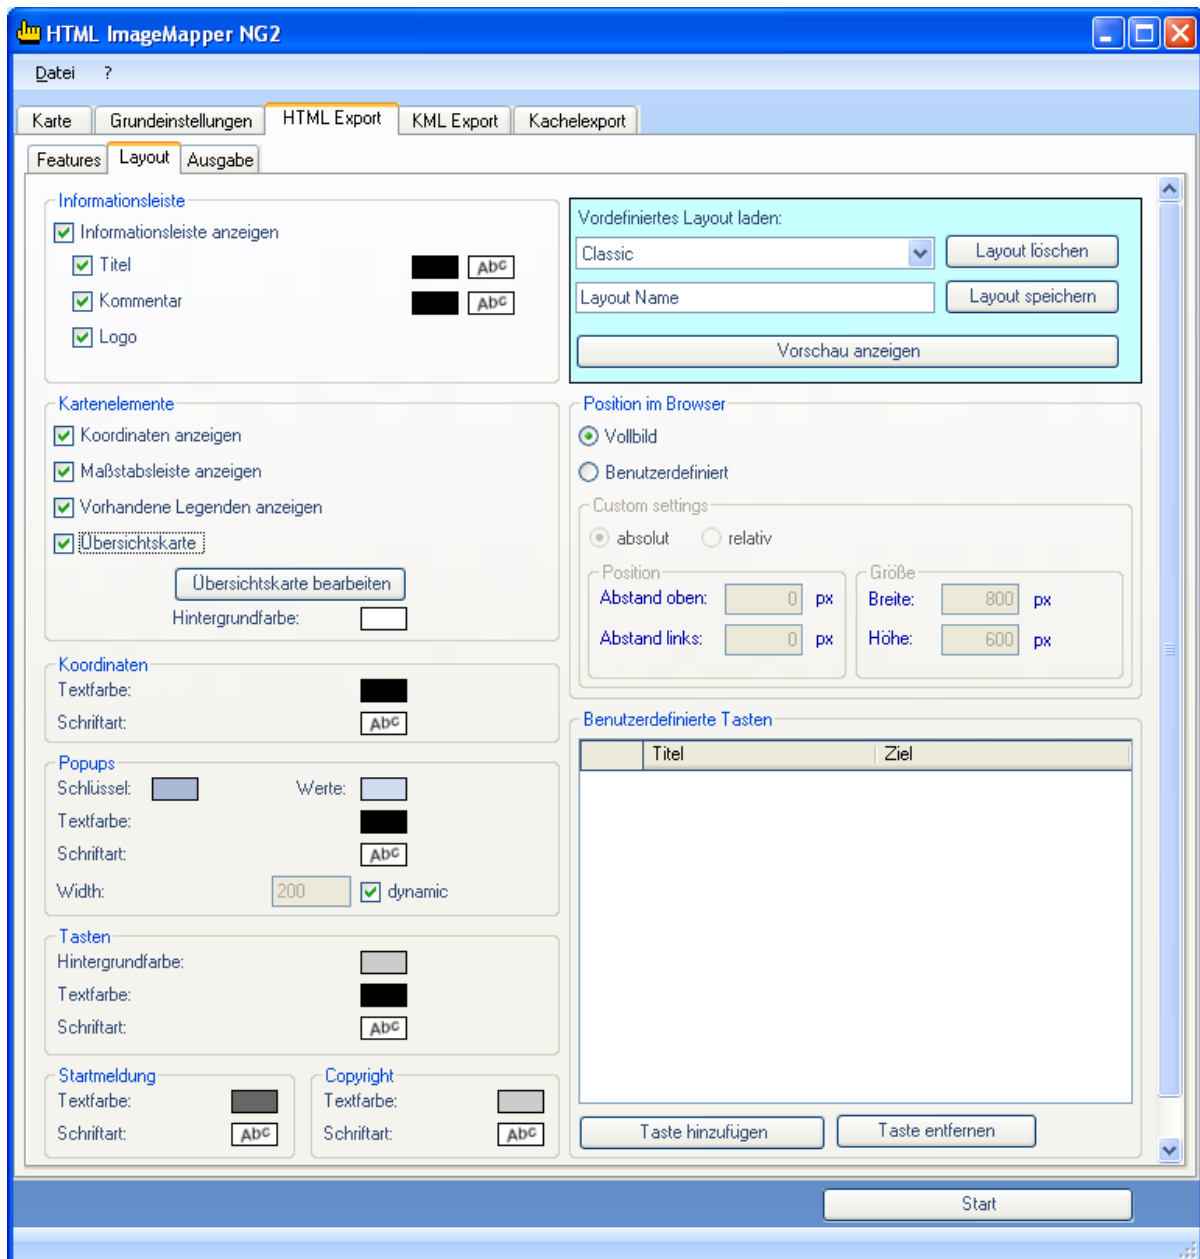 HTML ImageMapper NG2
Datei ?
Karte Grundeinstellungen HTML Export KML Export Kachelexport
Features Layout Ausgabe
Informationsleiste
Informationsleiste anzeigen
Titel Abc
Kommentar Abc
Logo
Vordefiniertes Layout laden:
Classic Layout löschen
Layout Name Layout speichern
Vorschau anzeigen
Kartenelemente
Koordinaten anzeigen
Maßstabsleiste anzeigen
Vorhandene Legenden anzeigen
Übersichtskarte
Übersichtskarte bearbeiten
Hintergrundfarbe:
Position im Browser
Vollbild
Benutzerdefiniert
Custom settings
absolut relativ
Position
Abstand oben: 0 px
Abstand links: 0 px
Größe
Breite: 800 px
Höhe: 600 px
Koordinaten
Textfarbe:
Schriftart: Abc
Popups
Schlüssel: Werte:
Textfarbe:
Schriftart: Abc
Width: 200 dynamic
Tasten
Hintergrundfarbe:
Textfarbe:
Schriftart: Abc
Startmeldung
Textfarbe:
Schriftart: Abc
Copyright
Textfarbe:
Schriftart: Abc
Benutzerdefinierte Tasten
Titel Ziel
Taste hinzufügen Taste entfernen
Start